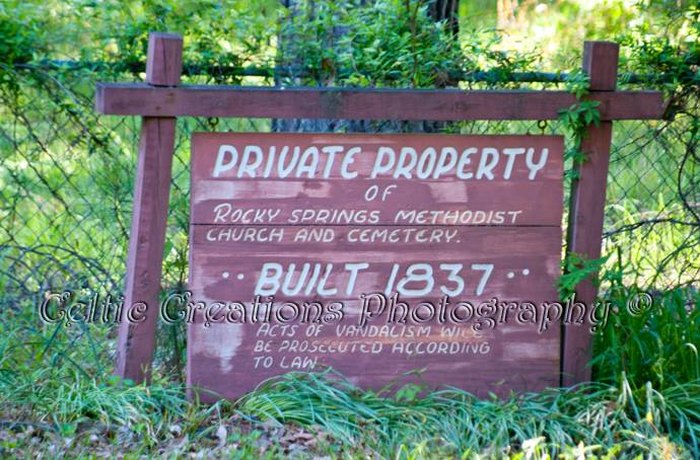 PRIVATE PROPERTY
OF
ROCKY SPRINGS METHODIST
CHURCH AND CEMETERY.
·· BUILT 1837 ··
Celtic Creations Photography ©
ACTS OF VANDALISM WILL
BE PROSECUTED ACCORDING
TO LAW